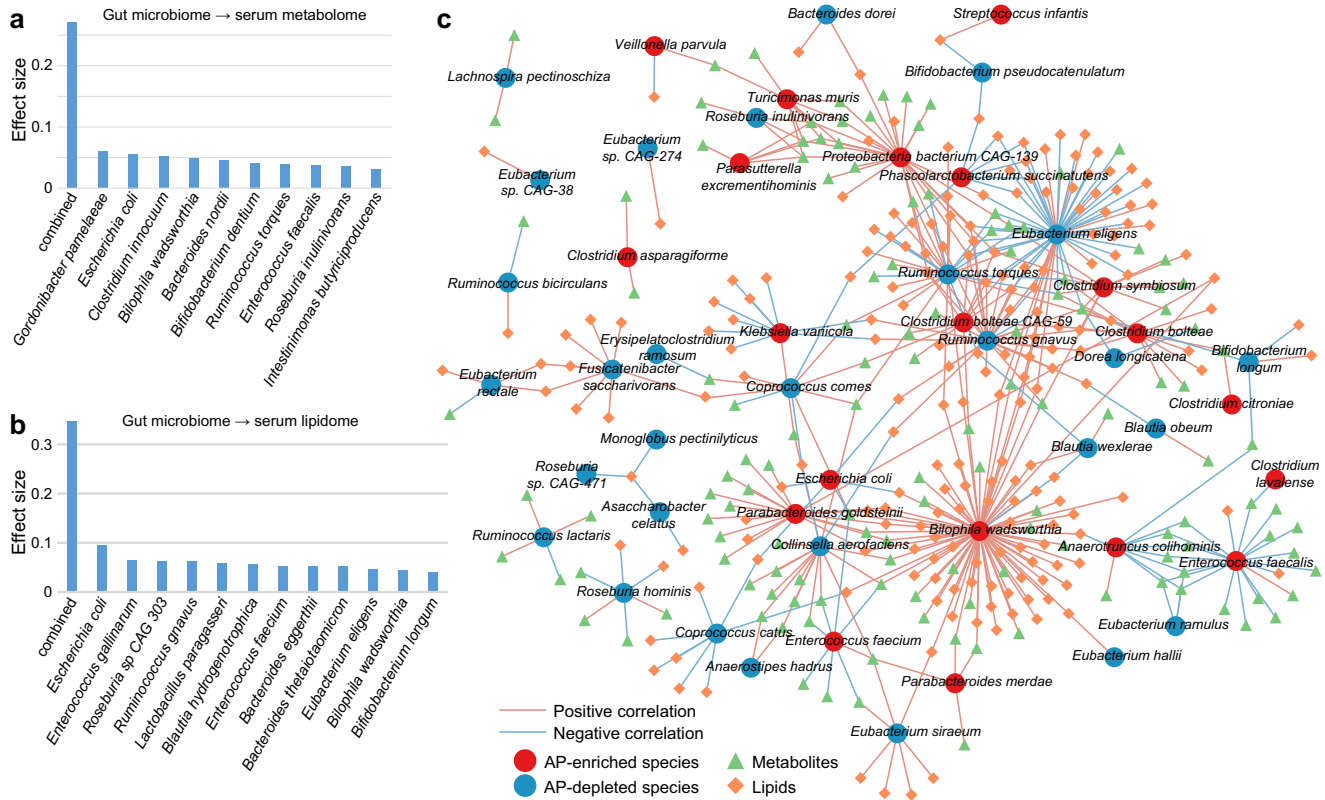 a
Gut microbiome → serum metabolome
Effect size
0.2
0.1
0
combined
Gordonibacter pamelaeae
Escherichia coli
Clostridium innocuum
Bilophila wadsworthia
Bacteroides nordii
Bifidobacterium dentium
Ruminococcus torques
Enterococcus faecalis
Roseburia inulinivorans
Intestinimonas butyriciproducens
b
Gut microbiome → serum lipidome
Effect size
0.3
0.2
0.1
0
combined
Escherichia coli
Enterococcus gallinarum
Roseburia sp CAG 303
Ruminococcus gnavus
Lactobacillus paragasseri
Blautia hydrogenotrophica
Enterococcus faecium
Bacteroides eggerthii
Bacteroides thetaiotaomicron
Eubacterium eligens
Bilophila wadsworthia
Bifidobacterium longum
c
Bacteroides dorei
Streptococcus infantis
Veillonella parvula
Lachnospira pectinoschiza
Bifidobacterium pseudocatenulatum
Turicimonas muris
Roseburia inulinivorans
Eubacterium
sp. CAG-274
Proteobacteria bacterium CAG-139
Parasutterella
excrementihominis
Phascolarctobacterium succinatutens
Eubacterium
sp. CAG-38
Eubacterium eligens
Clostridium asparagiforme
Ruminococcus torques
Ruminococcus bicirculans
Clostridium symbiosum
Clostridium bolteae CAG-59
Klebsiella variicola
Clostridium bolteae
Ruminococcus gnavus
Erysipelatoclostridium
ramosum
Dorea longicatena
Bifidobacterium
longum
Eubacterium
rectale
Fusicatenibacter
saccharivorans
Coprococcus comes
Clostridium citroniae
Blautia obeum
Monoglobus pectinilyticus
Blautia wexlerae
Roseburia
sp. CAG-471
Escherichia coli
Clostridium
lavalense
Asaccharobacter
celatus
Parabacteroides goldsteinii
Bilophila wadsworthia
Ruminococcus lactaris
Collinsella aerofaciens
Anaerotruncus colihominis
Enterococcus faecalis
Roseburia hominis
Coprococcus catus
Enterococcus faecium
Eubacterium ramulus
Anaerostipes hadrus
Eubacterium hallii
Parabacteroides merdae
Eubacterium siraeum
Positive correlation
Negative correlation
AP-enriched species
Metabolites
AP-depleted species
Lipids